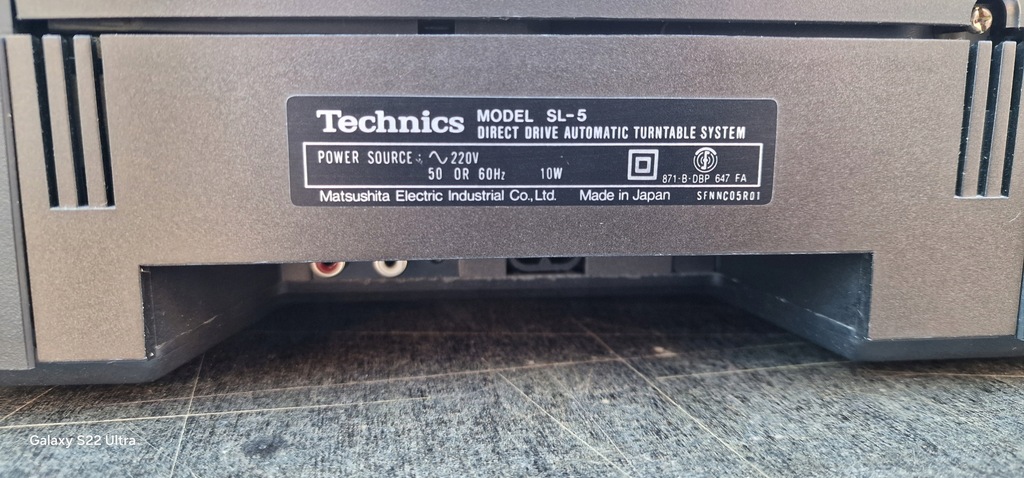 Technics MODEL SL-5
DIRECT DRIVE AUTOMATIC TURNTABLE SYSTEM
POWER SOURCE: ∿ 220V
50 OR 60Hz 10W
871-B-DBP 647 FA
Matsushita Electric Industrial Co., Ltd. Made in Japan SFNNC05R01
Galaxy S22 Ultra